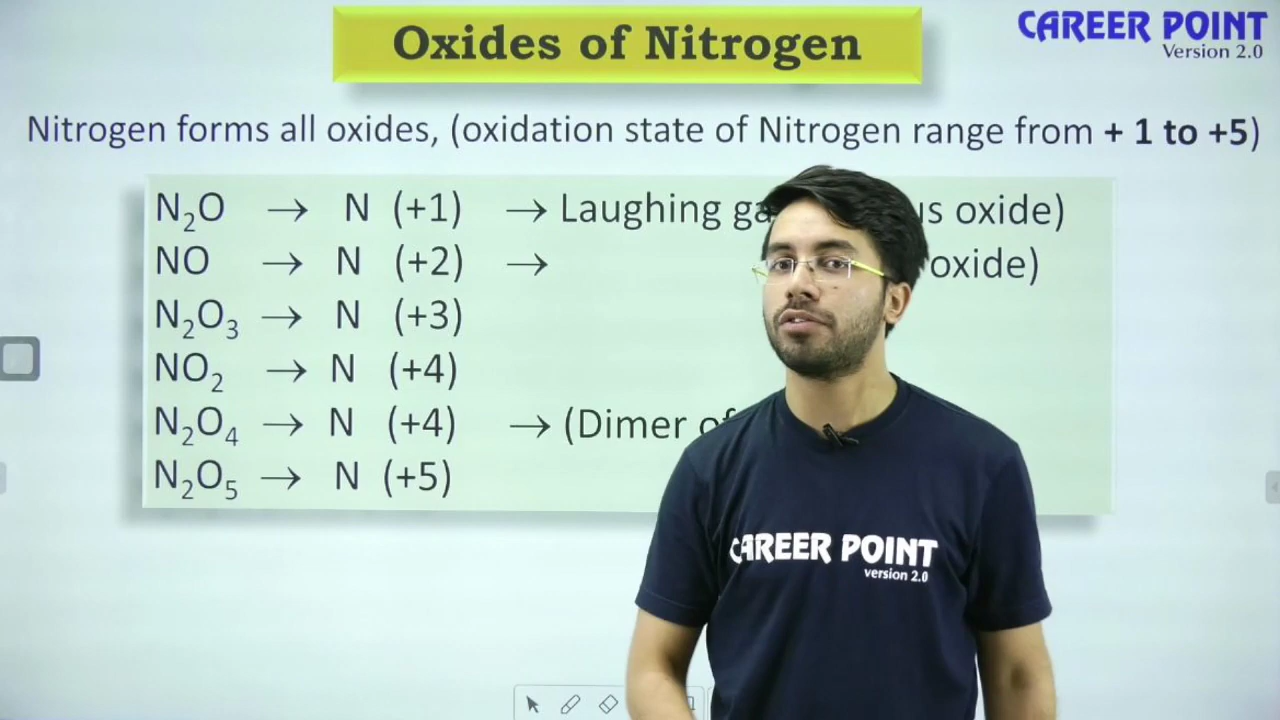 Oxides of Nitrogen
CAREER POINT
Version 2.0
Nitrogen forms all oxides, (oxidation state of Nitrogen range from + 1 to +5)
N₂O → N (+1) → Laughing oxide)
NO → N (+2) → oxide)
N₂O₃ → N (+3)
NO₂ → N (+4)
N₂O₄ → N (+4) → (Dimer of
N₂O₅ → N (+5)
CAREER POINT
version 2.0